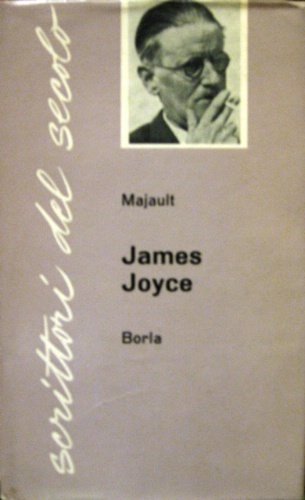 scrittori del secolo
Majault
James
Joyce
Borla